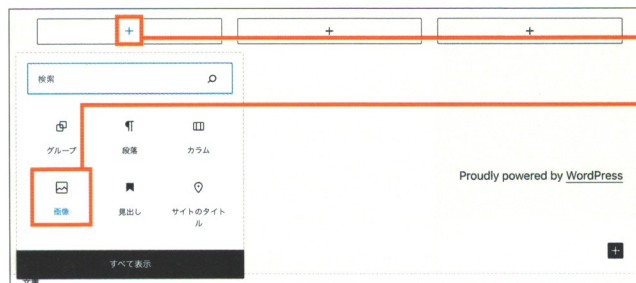 + + +
検索
グループ 段落 カラム
画像 見出し サイトのタイト
ル
Proudly powered by WordPress
+
すべて表示